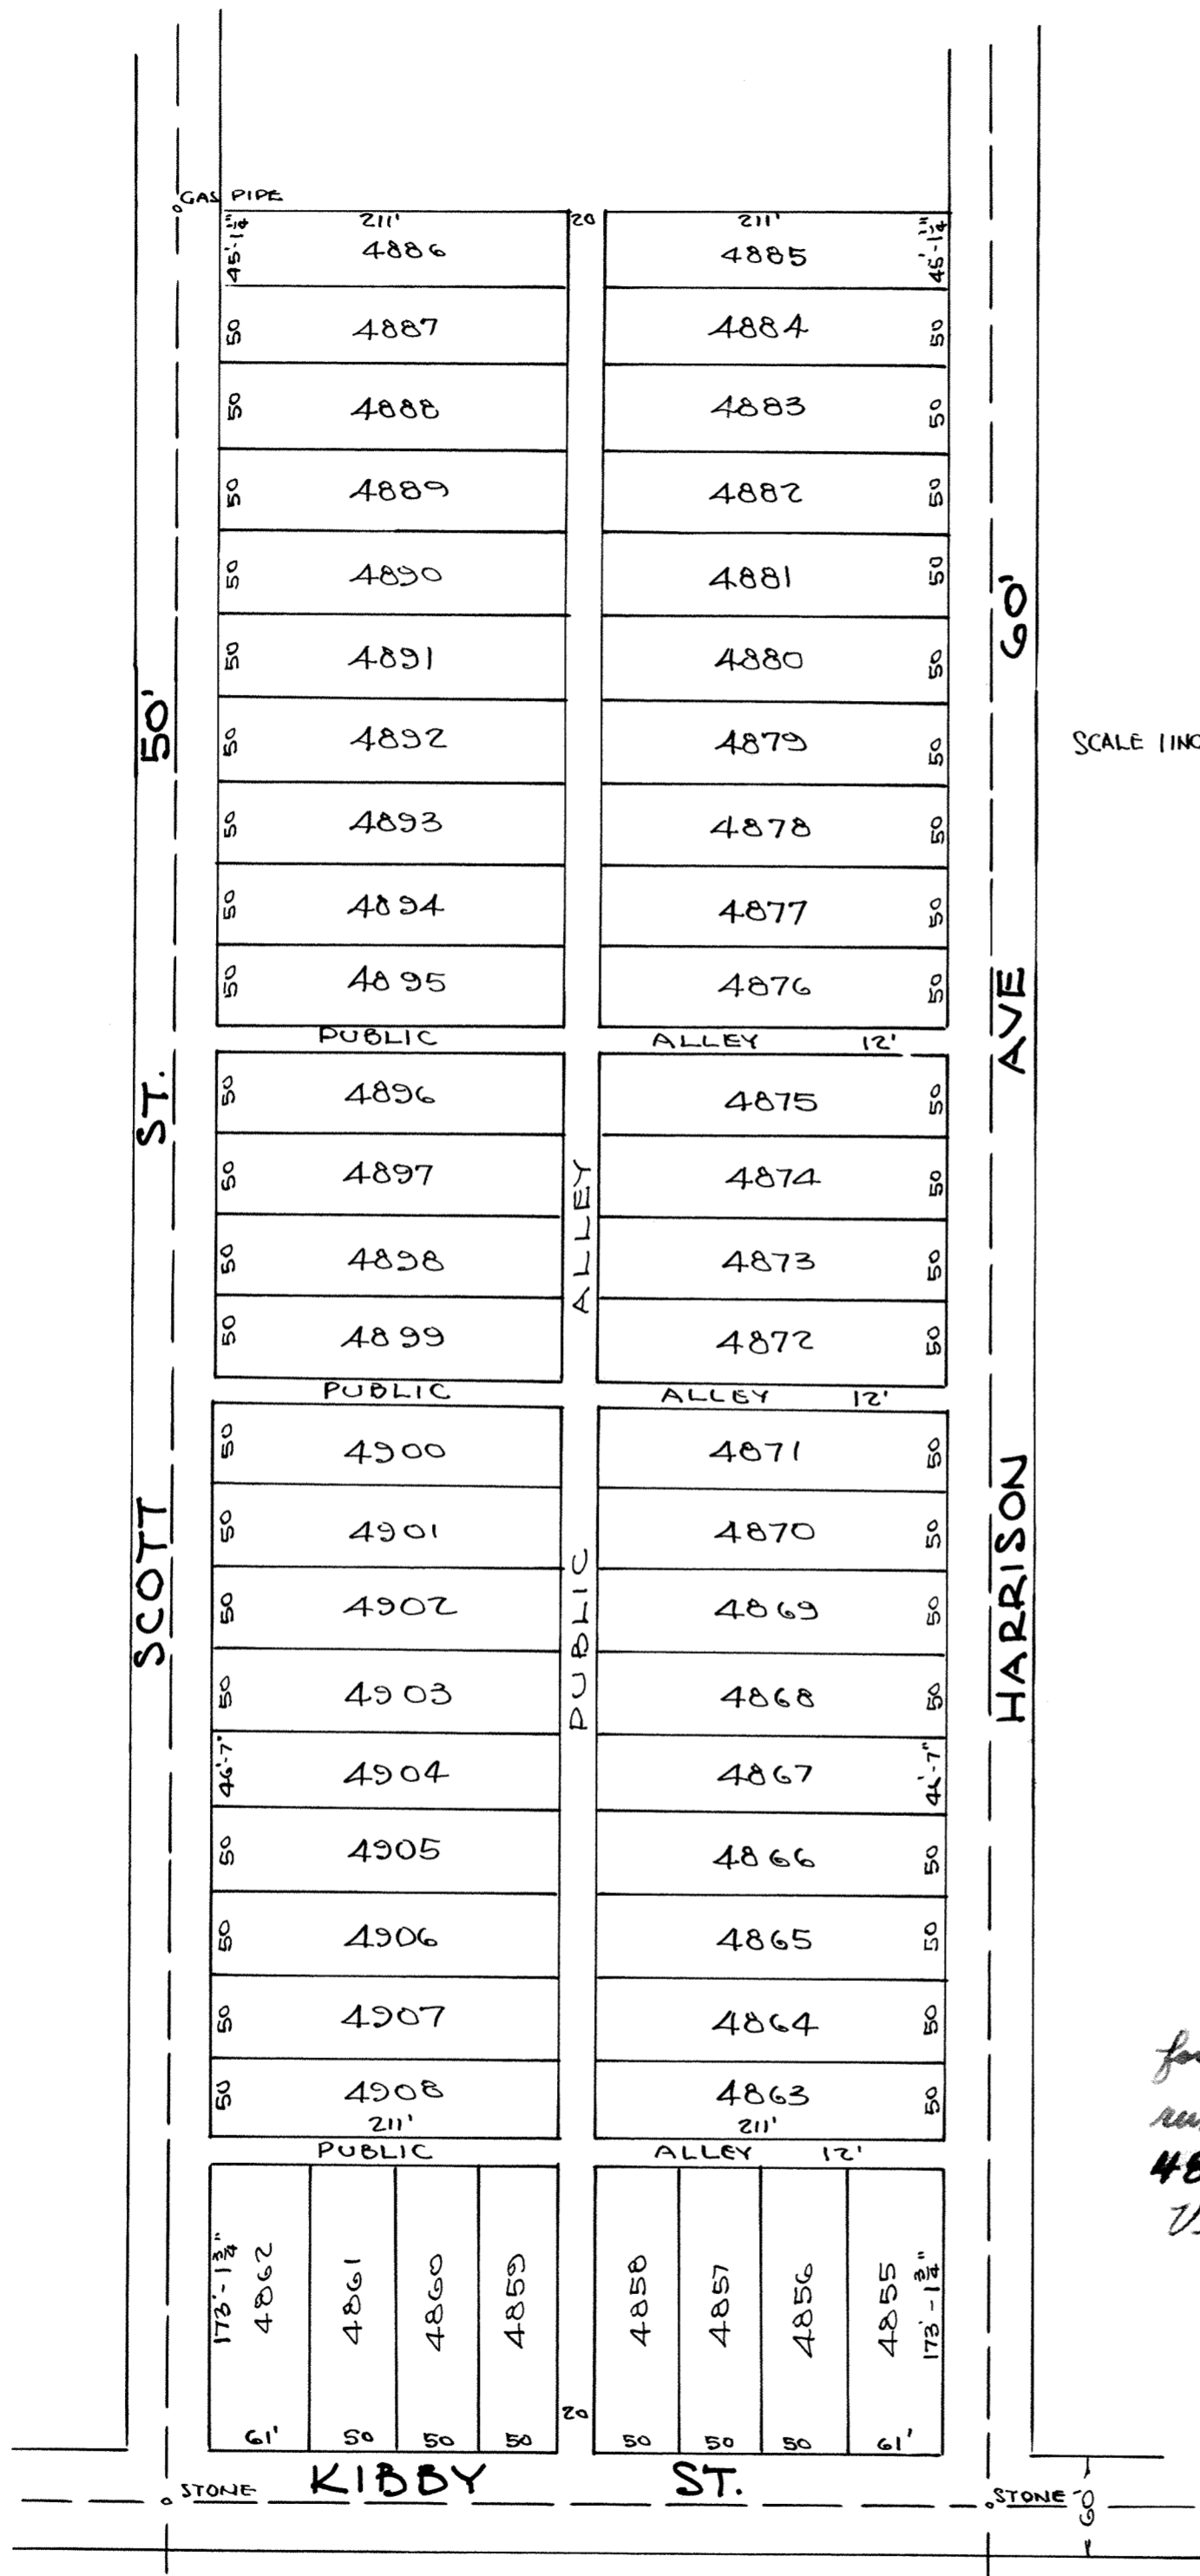 GAS PIPE
211' 20 211'
45'-1¼" 4886 4885 45'-1¼"
50 4887 4884 50
50 4888 4883 50
50 4889 4882 50
50 4890 4881 50
50 4891 4880 50
50 4892 4879 50
50 4893 4878 50
50 4894 4877 50
50 4895 4876 50
PUBLIC ALLEY 12'
50 4896 4875 50
50 4897 4874 50
50 4898 4873 50
50 4899 4872 50
PUBLIC ALLEY 12'
50 4900 4871 50
50 4901 4870 50
50 4902 4869 50
50 4903 4868 50
46'-7" 4904 4867 46'-7"
50 4905 4866 50
50 4906 4865 50
50 4907 4864 50
50 4908 4863 50
211' 211'
PUBLIC ALLEY 12'
173'-1¾" 4862 4861 4860 4859 4858 4857 4856 4855 173'-1¾"
20
61' 50 50 50 50 50 50 61'
KIBBY ST.
STONE STONE 60'
SCOTT ST. 50'
PUBLIC ALLEY
HARRISON AVE 60'
SCALE 1 INC
48